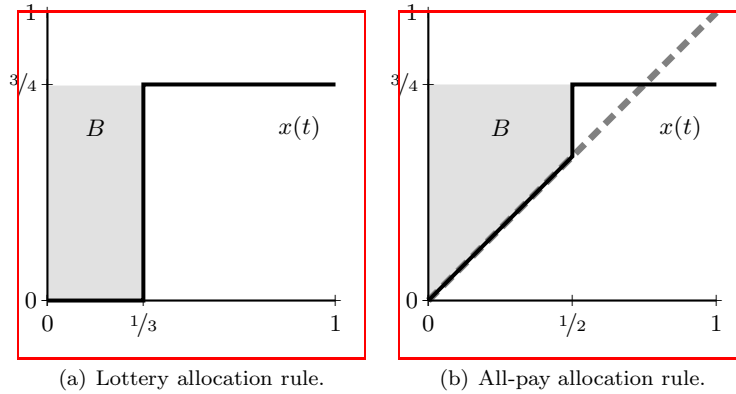 1
3/4
B
x(t)
0
0
1/3
1
(a) Lottery allocation rule.
1
3/4
B
x(t)
0
0
1/2
1
(b) All-pay allocation rule.